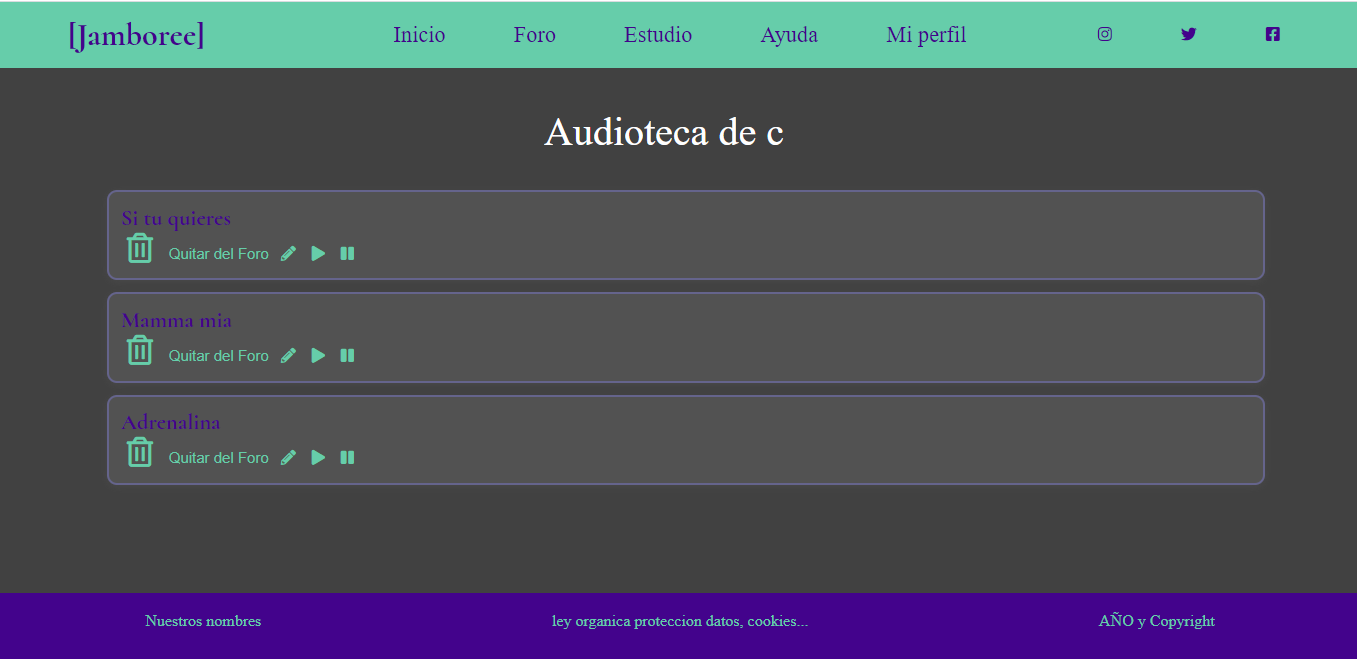 [Jamboree] Inicio Foro Estudio Ayuda Mi perfil
Audioteca de c
Si tu quieres
Quitar del Foro
Mamma mia
Quitar del Foro
Adrenalina
Quitar del Foro
Nuestros nombres ley organica proteccion datos, cookies... AÑO y Copyright